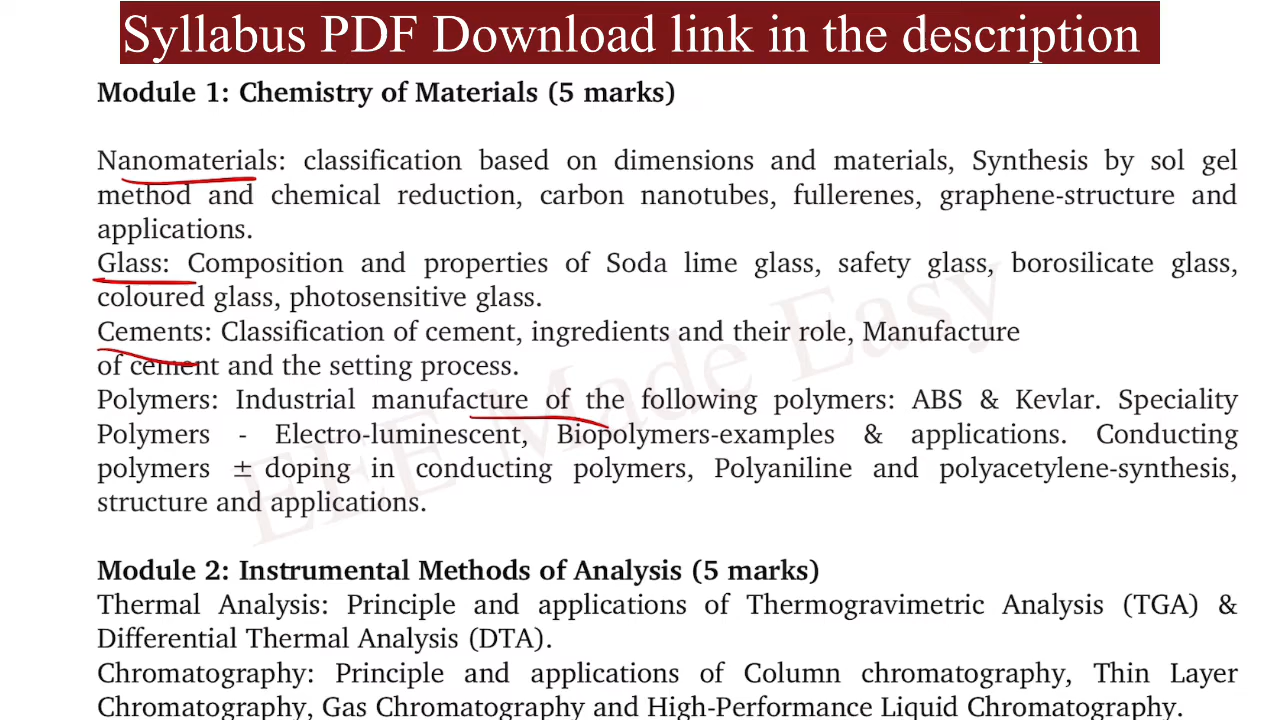 Syllabus PDF Download link in the description
Module 1: Chemistry of Materials (5 marks)
Nanomaterials: classification based on dimensions and materials, Synthesis by sol gel
method and chemical reduction, carbon nanotubes, fullerenes, graphene-structure and
applications.
Glass: Composition and properties of Soda lime glass, safety glass, borosilicate glass,
coloured glass, photosensitive glass.
Cements: Classification of cement, ingredients and their role, Manufacture
of cement and the setting process.
Polymers: Industrial manufacture of the following polymers: ABS & Kevlar. Speciality
Polymers - Electro-luminescent, Biopolymers-examples & applications. Conducting
polymers ± doping in conducting polymers, Polyaniline and polyacetylene-synthesis,
structure and applications.
EEE Made Easy
Module 2: Instrumental Methods of Analysis (5 marks)
Thermal Analysis: Principle and applications of Thermogravimetric Analysis (TGA) &
Differential Thermal Analysis (DTA).
Chromatography: Principle and applications of Column chromatography, Thin Layer
Chromatography, Gas Chromatography and High-Performance Liquid Chromatography.